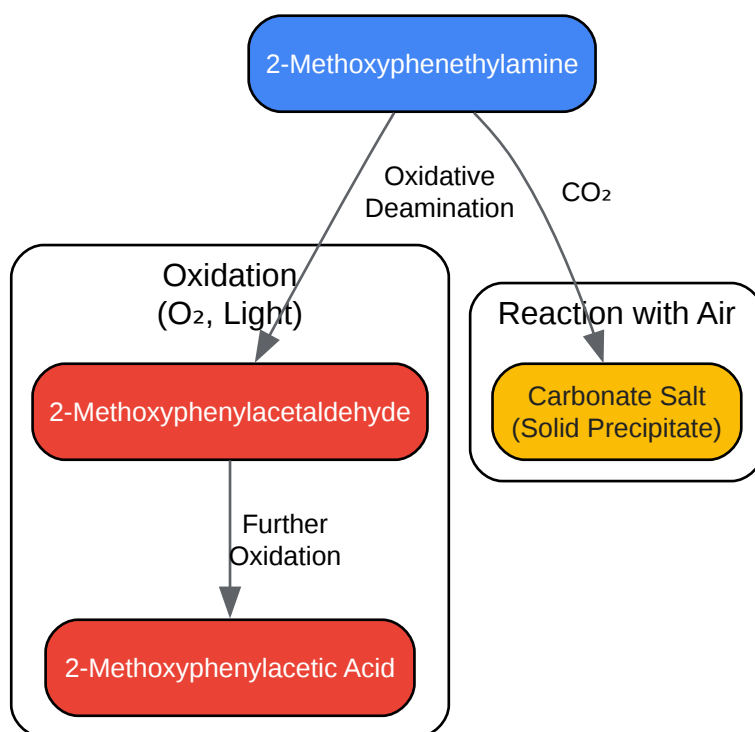 2-Methoxyphenethylamine
Oxidative
Deamination
CO₂
Oxidation
(O₂, Light)
Reaction with Air
2-Methoxyphenylacetaldehyde
Carbonate Salt
(Solid Precipitate)
Further
Oxidation
2-Methoxyphenylacetic Acid